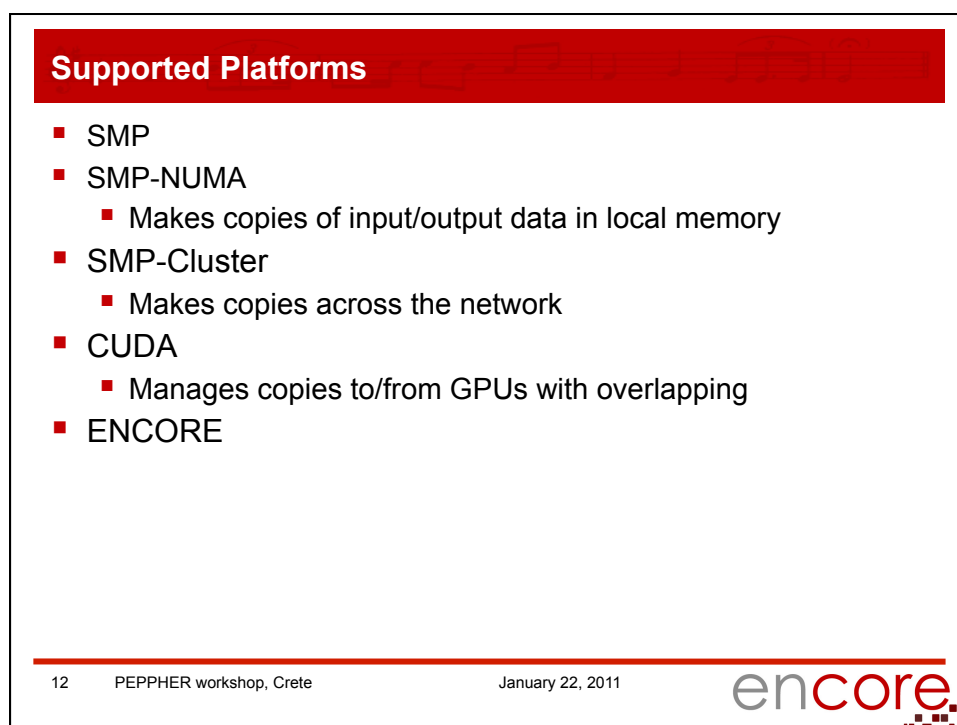 Supported Platforms
▪ SMP
▪ SMP-NUMA
▪ Makes copies of input/output data in local memory
▪ SMP-Cluster
▪ Makes copies across the network
▪ CUDA
▪ Manages copies to/from GPUs with overlapping
▪ ENCORE
12 PEPPHER workshop, Crete January 22, 2011
encore